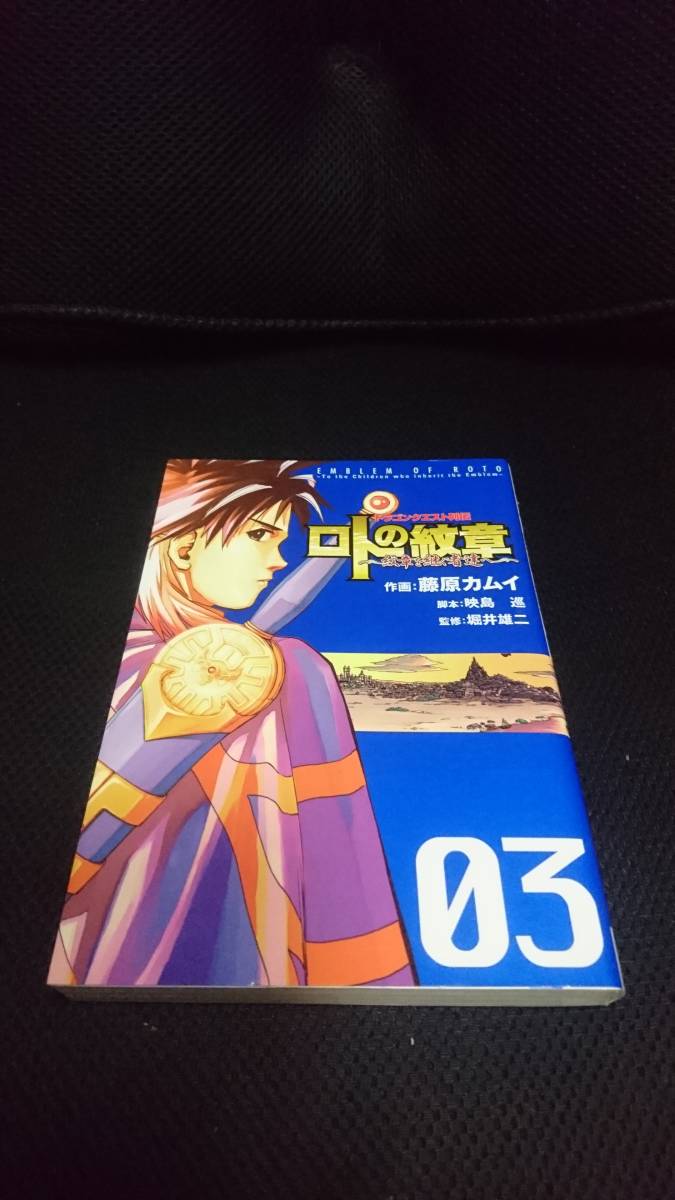 EMBLEM OF ROTO
~To the Children who inherit the Emblem~
ドラゴンクエスト列伝
ロトの紋章
~紋章を継ぐ者達へ~
作画:藤原カムイ
脚本:映島 巡
監修:堀井雄二
03